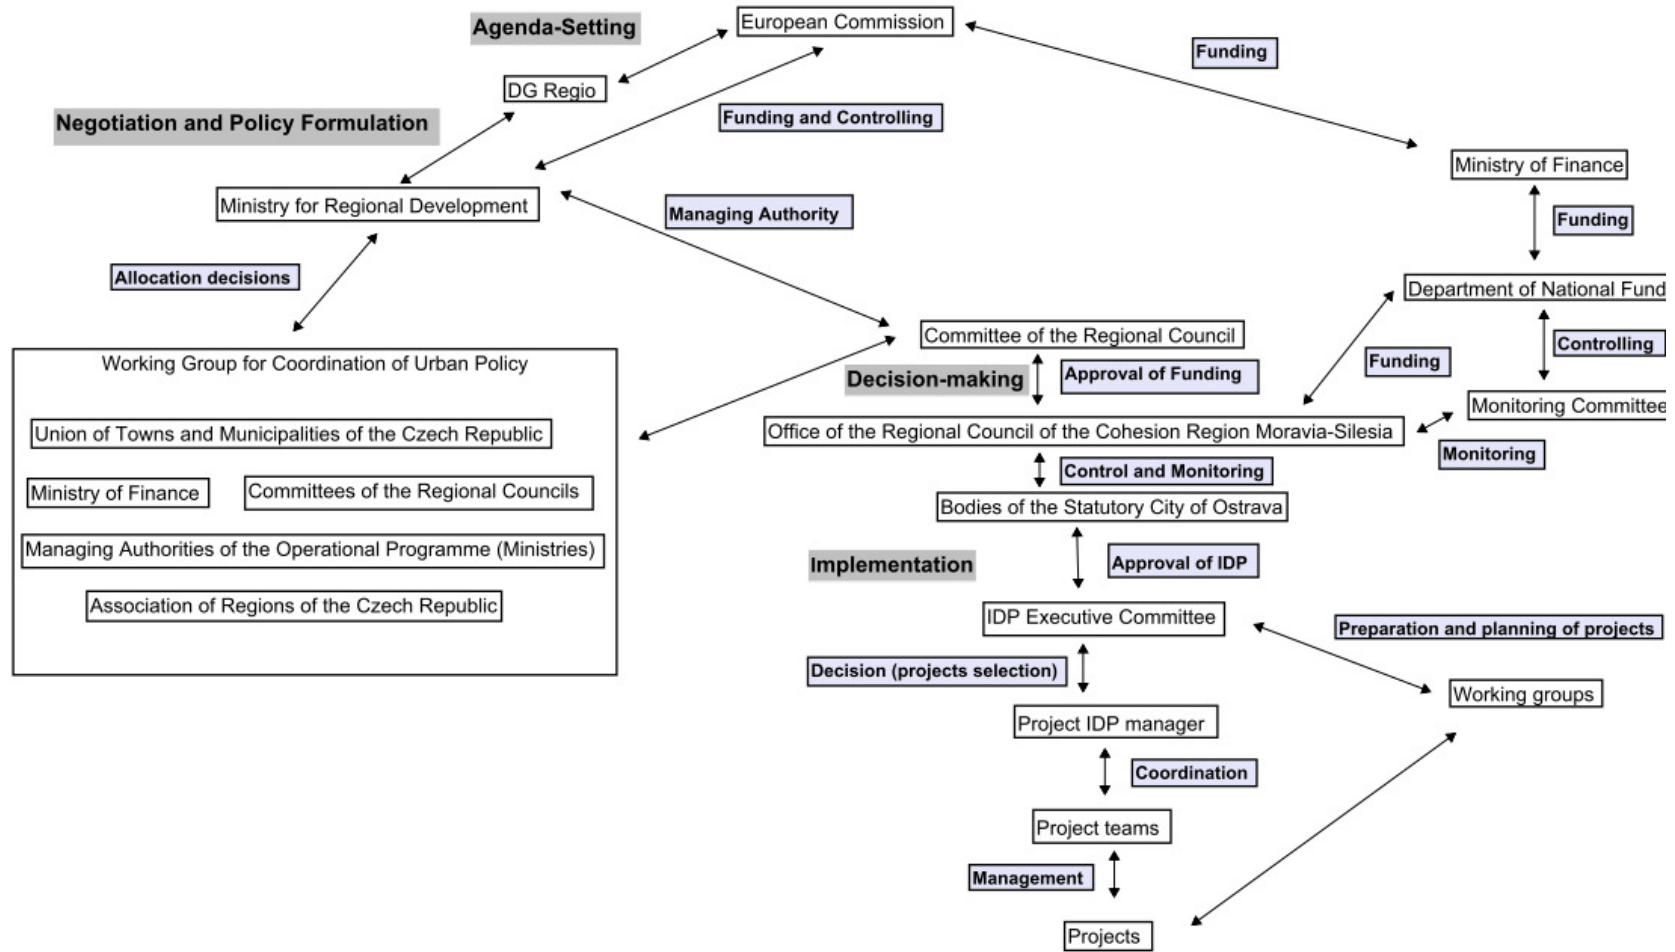 European Commission
Agenda-Setting
Funding
DG Regio
Funding and Controlling
Negotiation and Policy Formulation
Ministry of Finance
Ministry for Regional Development
Managing Authority
Funding
Allocation decisions
Department of National Fund
Committee of the Regional Council
Working Group for Coordination of Urban Policy
Decision-making
Approval of Funding
Funding
Controlling
Union of Towns and Municipalities of the Czech Republic
Office of the Regional Council of the Cohesion Region Moravia-Silesia
Monitoring Committee
Monitoring
Control and Monitoring
Ministry of Finance
Committees of the Regional Councils
Bodies of the Statutory City of Ostrava
Managing Authorities of the Operational Programme (Ministries)
Implementation
Approval of IDP
Association of Regions of the Czech Republic
IDP Executive Committee
Preparation and planning of projects
Decision (projects selection)
Working groups
Project IDP manager
Coordination
Project teams
Management
Projects